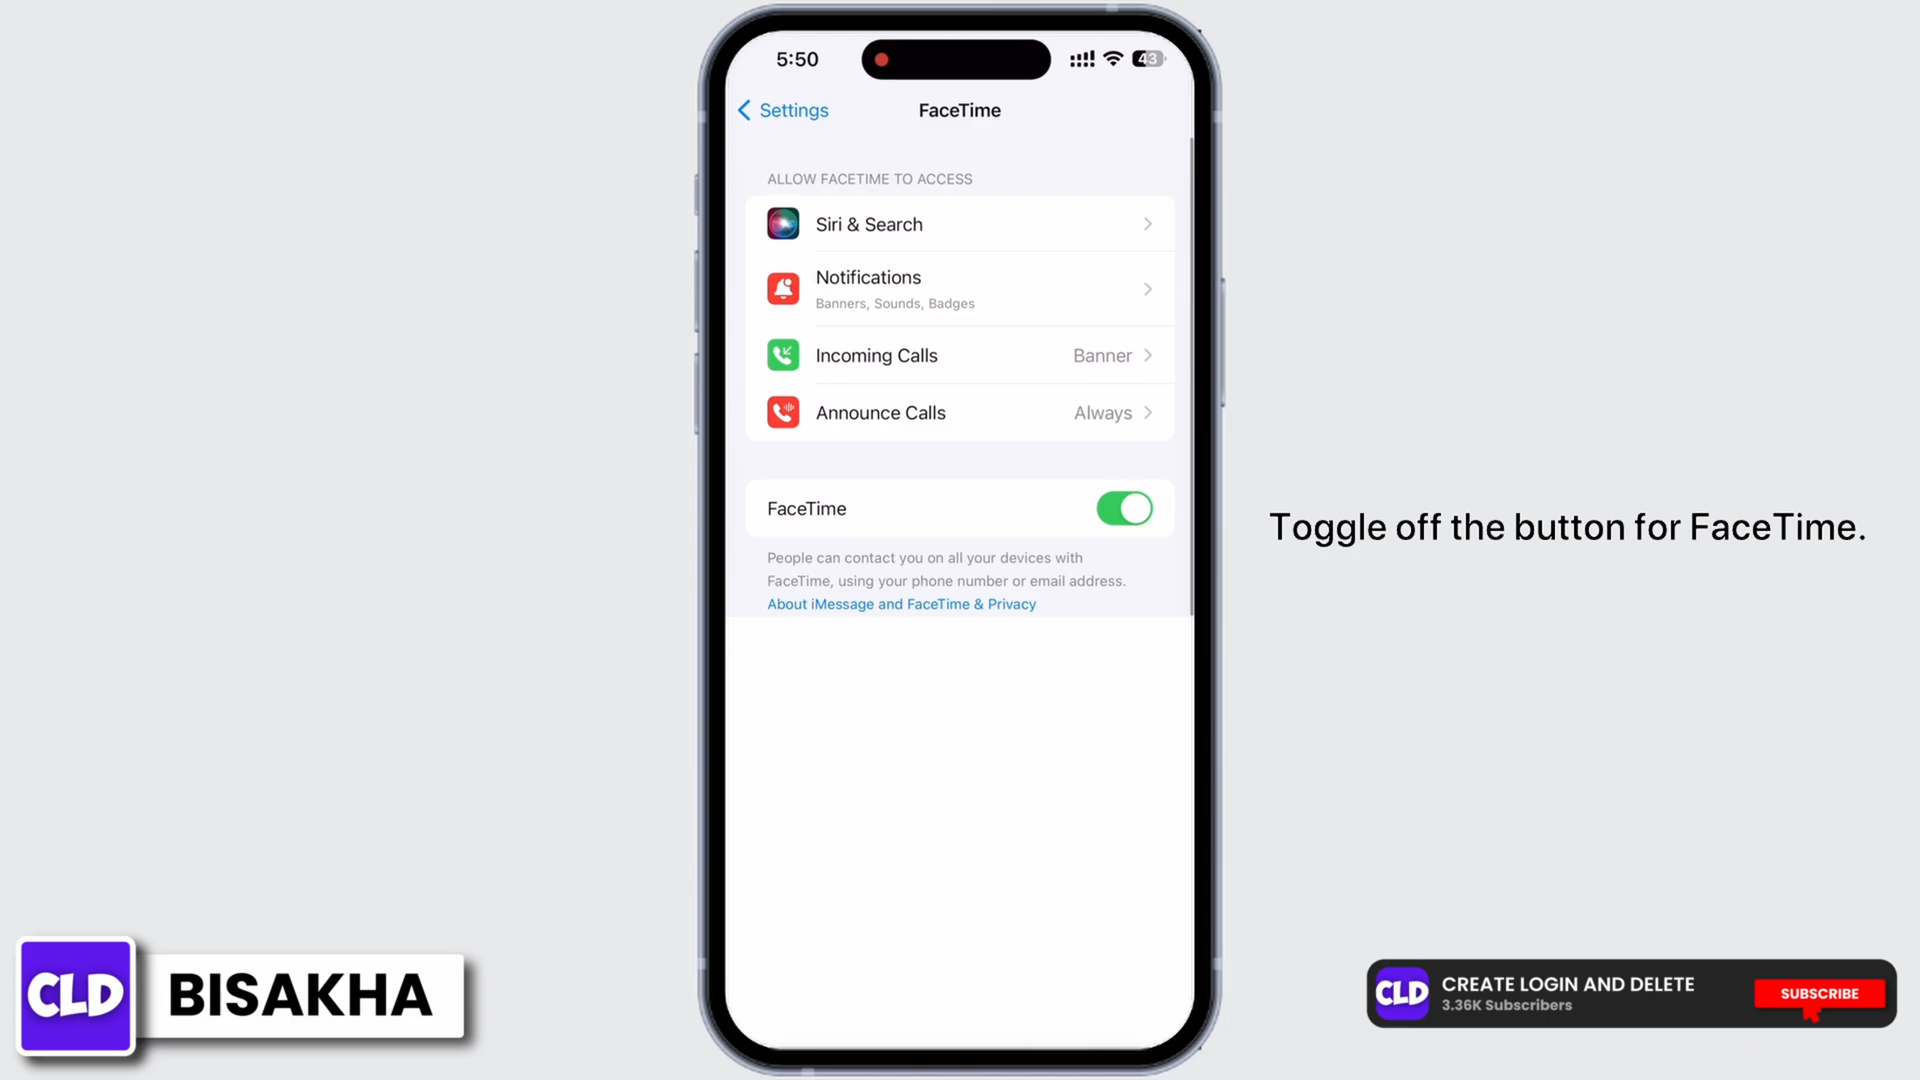 5:50
43
Settings
FaceTime
ALLOW FACETIME TO ACCESS
Siri & Search
Notifications
Banners, Sounds, Badges
Incoming Calls Banner
Announce Calls Always
FaceTime
People can contact you on all your devices with
FaceTime, using your phone number or email address.
About iMessage and FaceTime & Privacy
Toggle off the button for FaceTime.
CLD BISAKHA
CLD
CREATE LOGIN AND DELETE
3.36K Subscribers
SUBSCRIBE